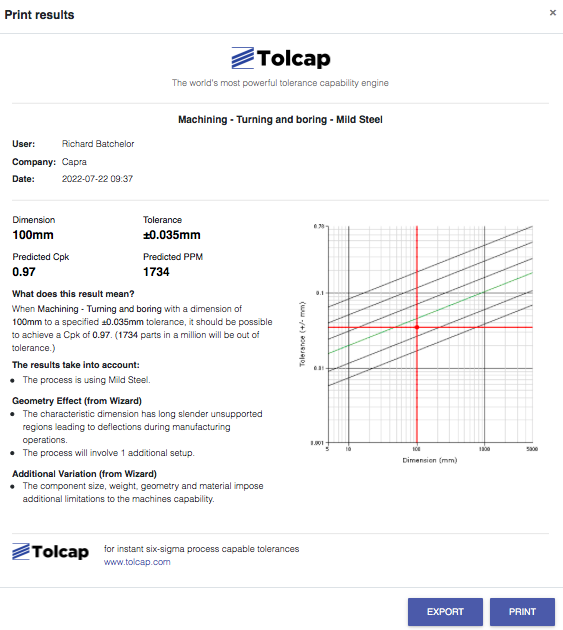 Print results
×
Tolcap
The world's most powerful tolerance capability engine
Machining - Turning and boring - Mild Steel
User: Richard Batchelor
Company: Capra
Date: 2022-07-22 09:37
Dimension Tolerance
100mm ±0.035mm
Predicted Cpk Predicted PPM
0.97 1734
What does this result mean?
When Machining - Turning and boring with a dimension of
100mm to a specified ±0.035mm tolerance, it should be possible
to achieve a Cpk of 0.97. (1734 parts in a million will be out of
tolerance.)
The results take into account:
• The process is using Mild Steel.
Geometry Effect (from Wizard)
• The characteristic dimension has long slender unsupported
regions leading to deflections during manufacturing
operations.
• The process will involve 1 additional setup.
Additional Variation (from Wizard)
• The component size, weight, geometry and material impose
additional limitations to the machines capability.
0.1
0.01
0.001
Tolerance (+/- mm)
5 10 100 1000 5000
Dimension (mm)
Tolcap
for instant six-sigma process capable tolerances
www.tolcap.com
EXPORT PRINT